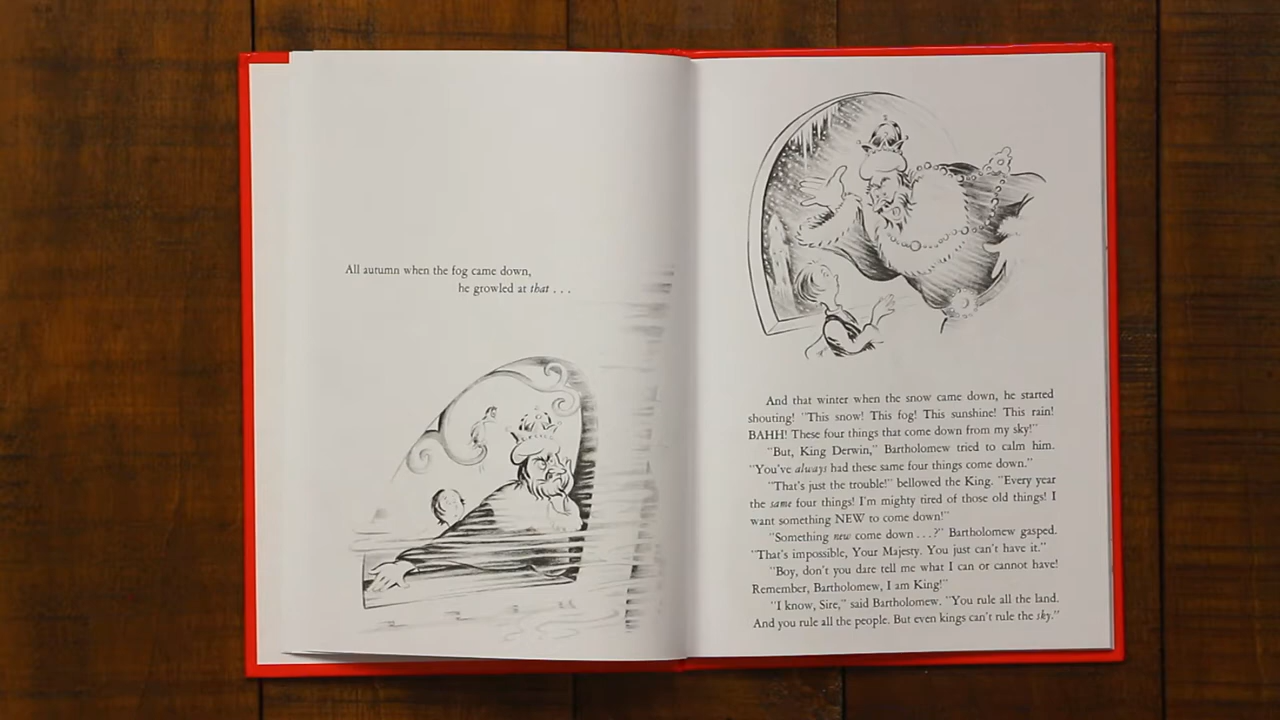 All autumn when the fog came down,
he growled at that . . .
And that winter when the snow came down, he started
shouting! "This snow! This fog! This sunshine! This rain!
BAHH! These four things that come down from my sky!"
"But, King Derwin," Bartholomew tried to calm him.
"You've always had these same four things come down."
"That's just the trouble!" bellowed the King. "Every year
the same four things! I'm mighty tired of those old things! I
want something NEW to come down!"
"Something new come down . . .?" Bartholomew gasped.
"That's impossible, Your Majesty. You just can't have it."
"Boy, don't you dare tell me what I can or cannot have!
Remember, Bartholomew, I am King!"
"I know, Sire," said Bartholomew. "You rule all the land.
And you rule all the people. But even kings can't rule the sky."